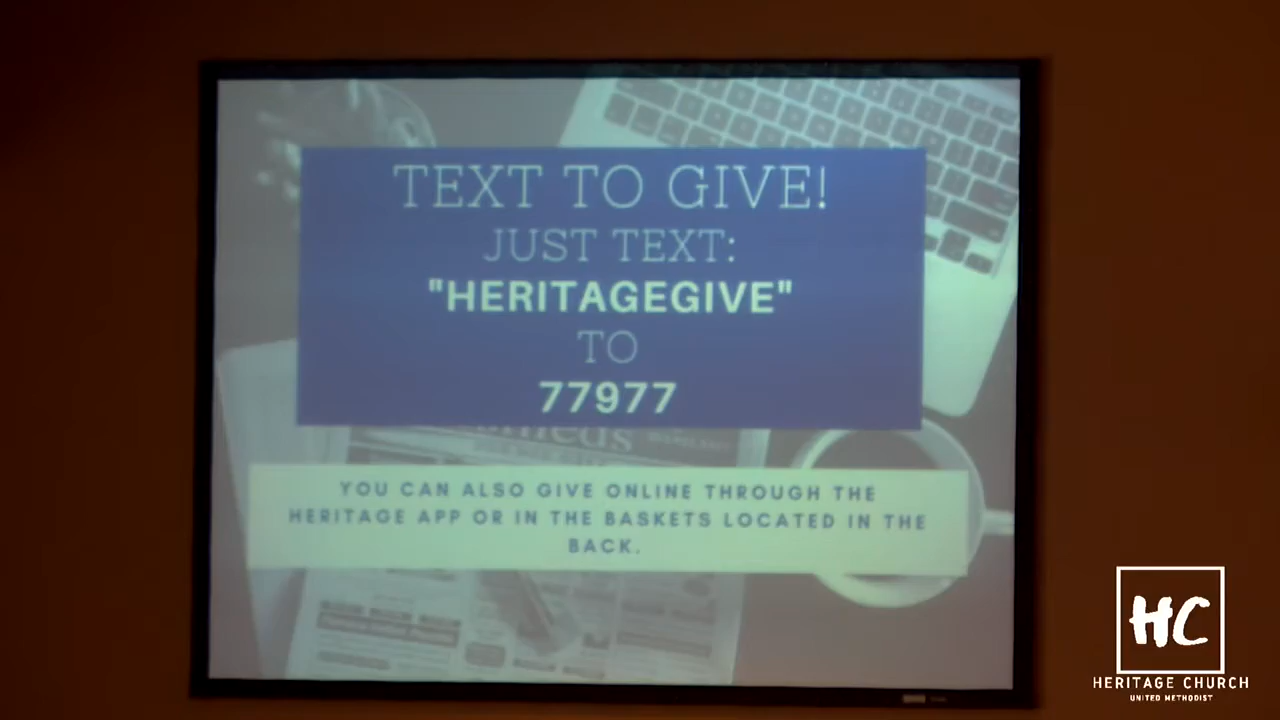 TEXT TO GIVE!
JUST TEXT:
"HERITAGEGIVE"
TO
77977
YOU CAN ALSO GIVE ONLINE THROUGH THE
HERITAGE APP OR IN THE BASKETS LOCATED IN THE
BACK.
HC
HERITAGE CHURCH
UNITED METHODIST